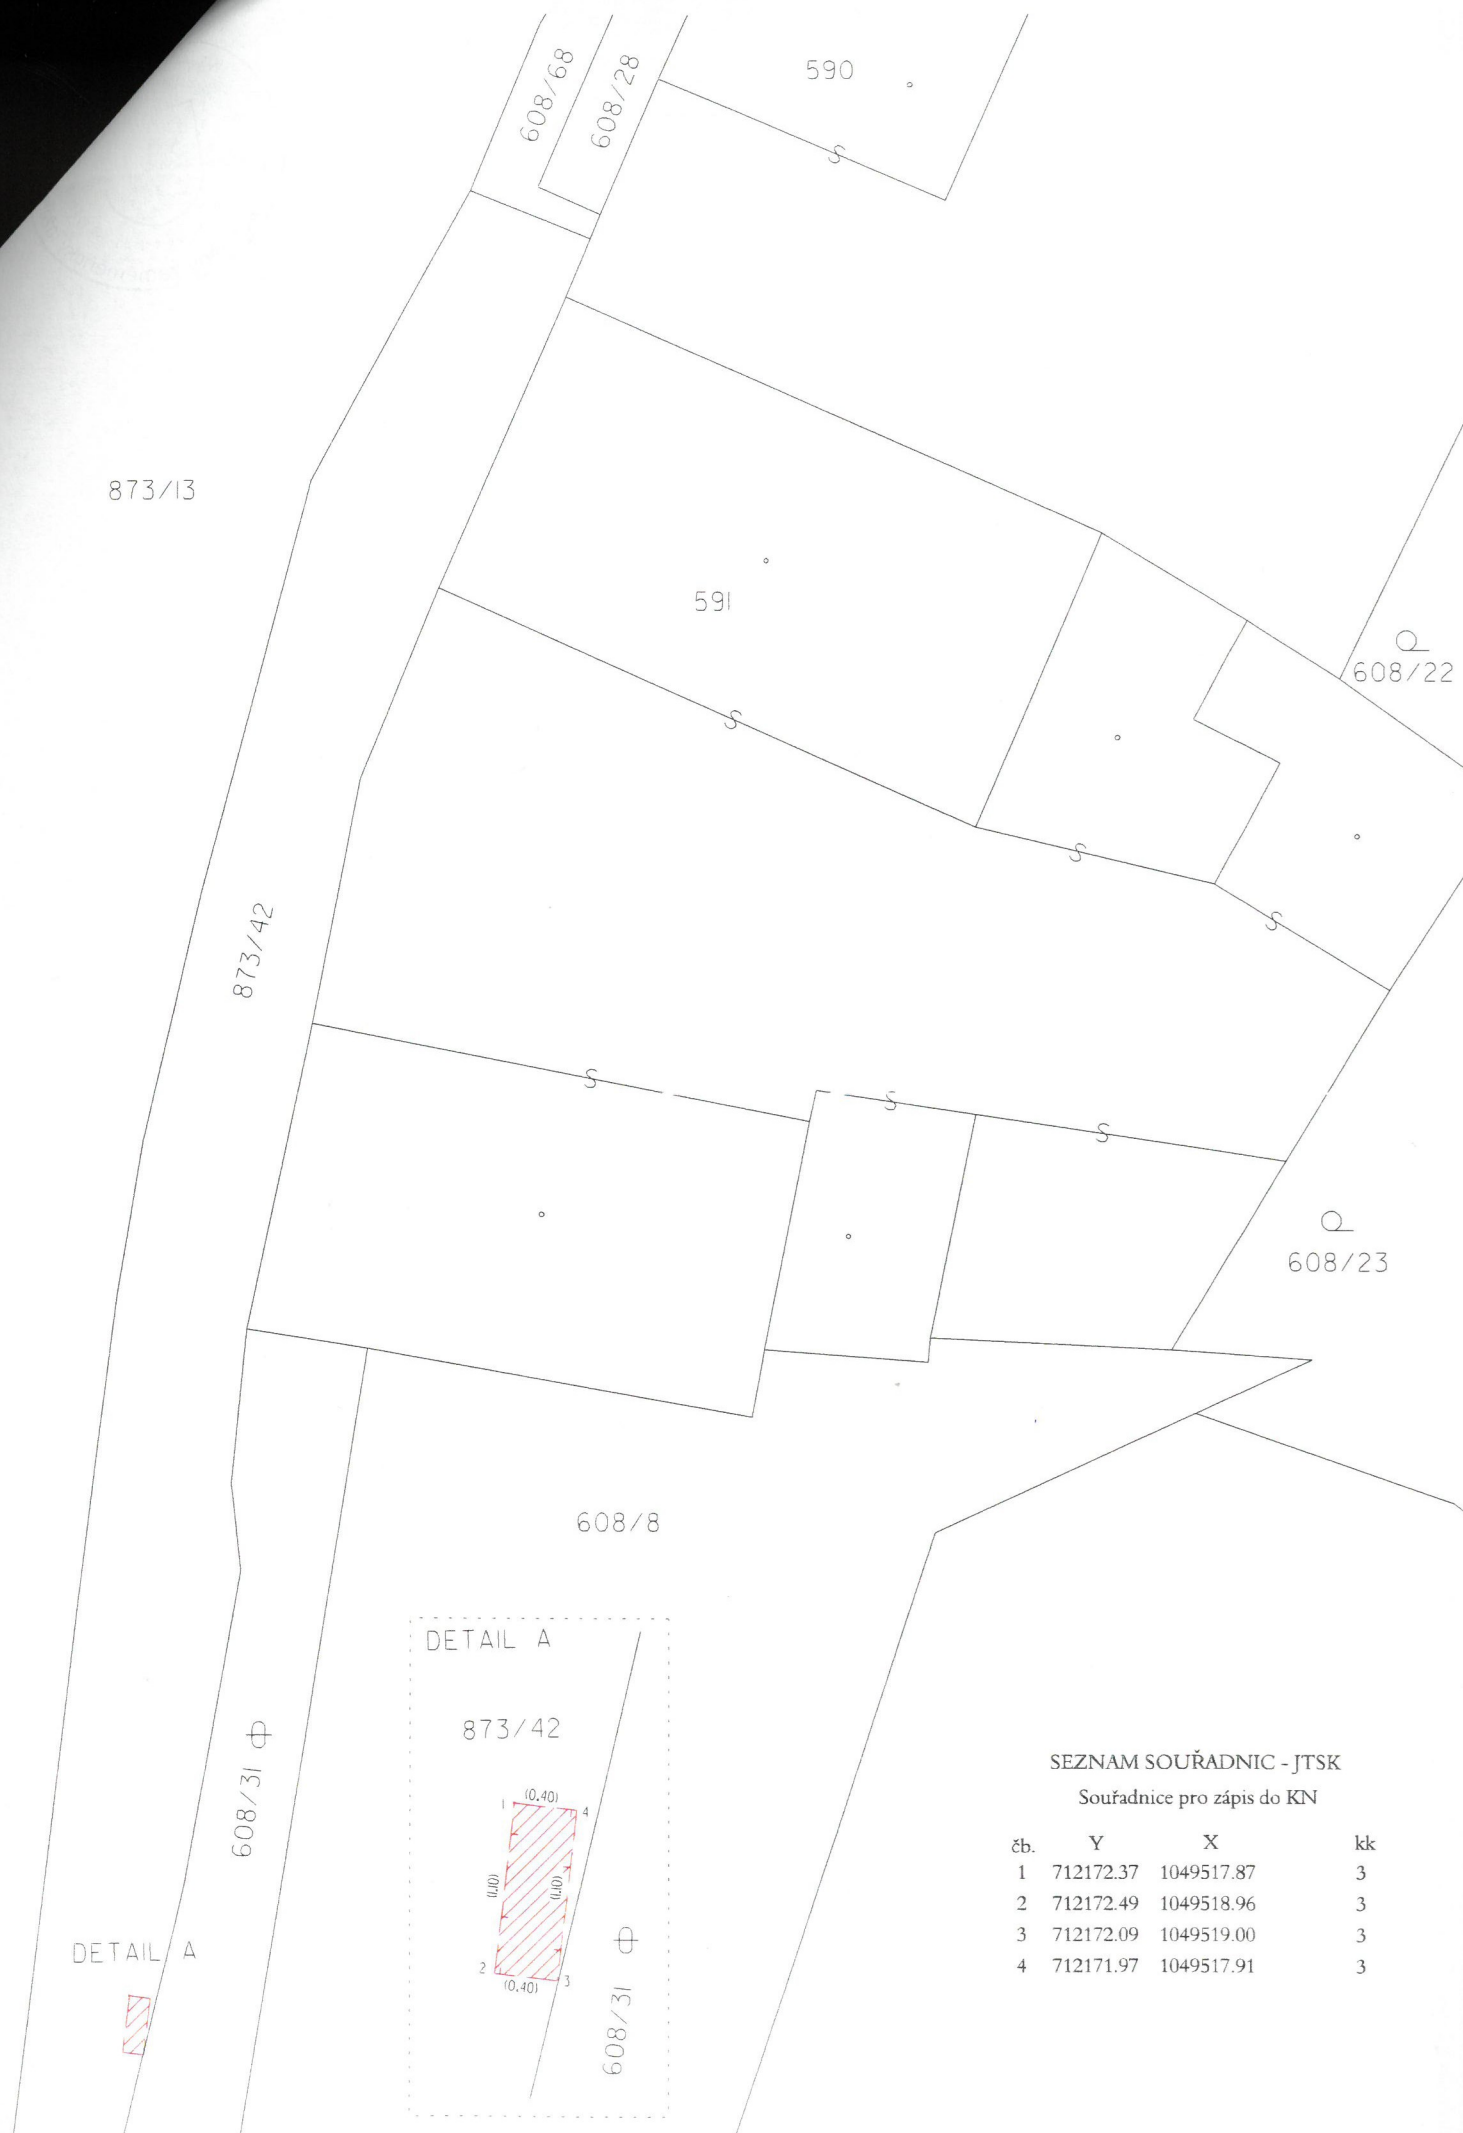 608/68
608/28
590
873/13
591
608/22
873/42
608/23
608/8
DETAIL A
873/42
608/31
1
(0.40)
4
(1.10)
(1.10)
2
(0.40)
3
608/31
DETAIL A
SEZNAM SOUŘADNIC - JTSK
Souřadnice pro zápis do KN
čb. Y X kk
1 712172.37 1049517.87 3
2 712172.49 1049518.96 3
3 712172.09 1049519.00 3
4 712171.97 1049517.91 3